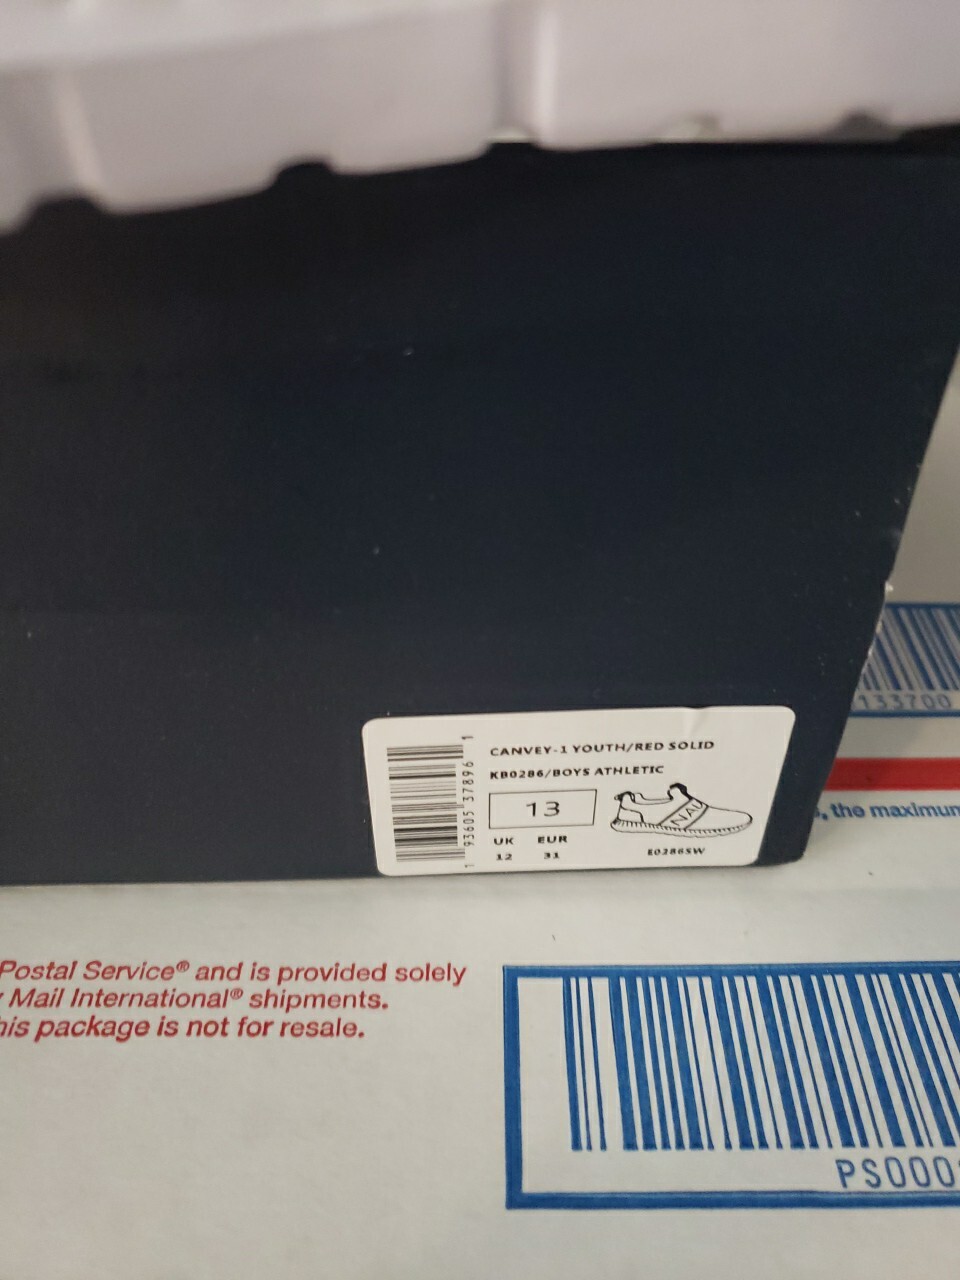 CANVEY-1 YOUTH/RED SOLID
KB0286/BOYS ATHLETIC
13
UK EUR
12 31
NAU
E0286SW
1 93605 37896 1
133700
, the maximum
Postal Service® and is provided solely
Mail International® shipments.
his package is not for resale.
PS000